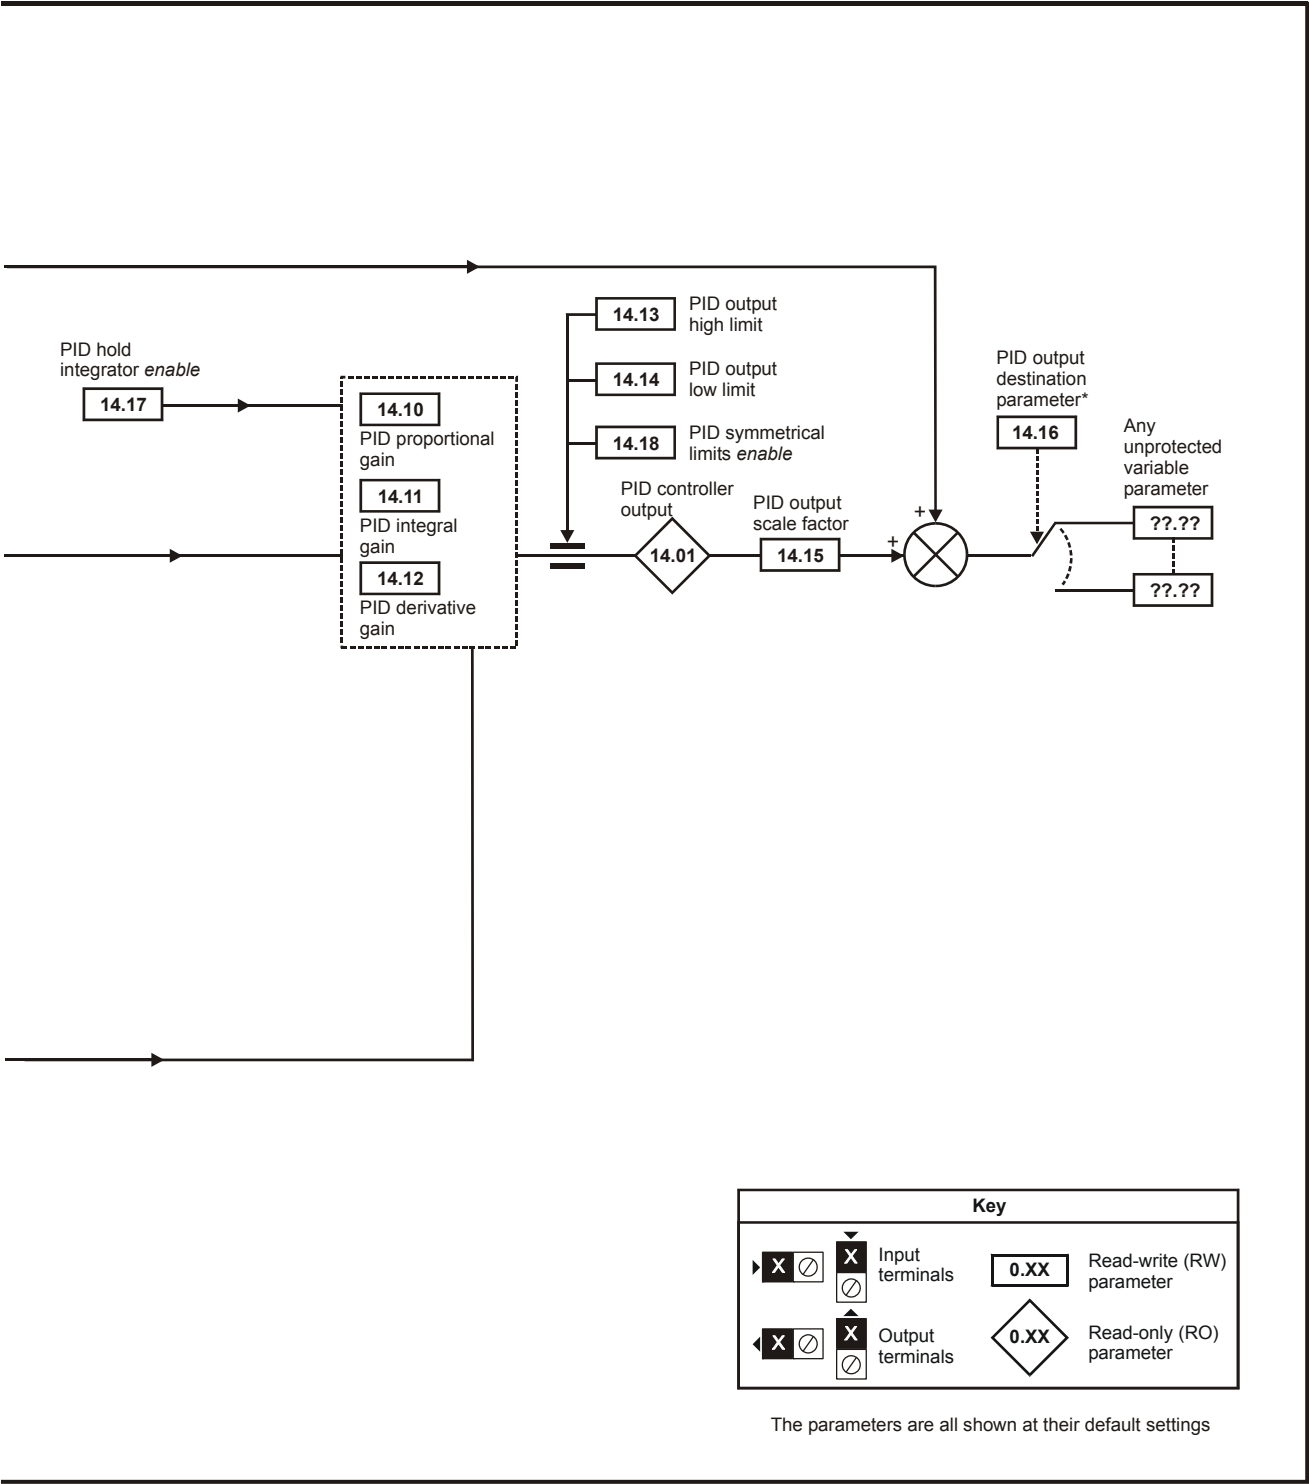 14.13
PID output
high limit
PID hold
integrator enable
14.17
14.14
PID output
low limit
14.18
PID symmetrical
limits enable
14.10
PID proportional
gain
14.11
PID integral
gain
14.12
PID derivative
gain
PID controller
output
14.01
PID output
scale factor
14.15
+
+
PID output
destination
parameter*
14.16
Any
unprotected
variable
parameter
??.??
??.??
Key
X
X
Input
terminals
0.XX
Read-write (RW)
parameter
X
X
Output
terminals
0.XX
Read-only (RO)
parameter
The parameters are all shown at their default settings